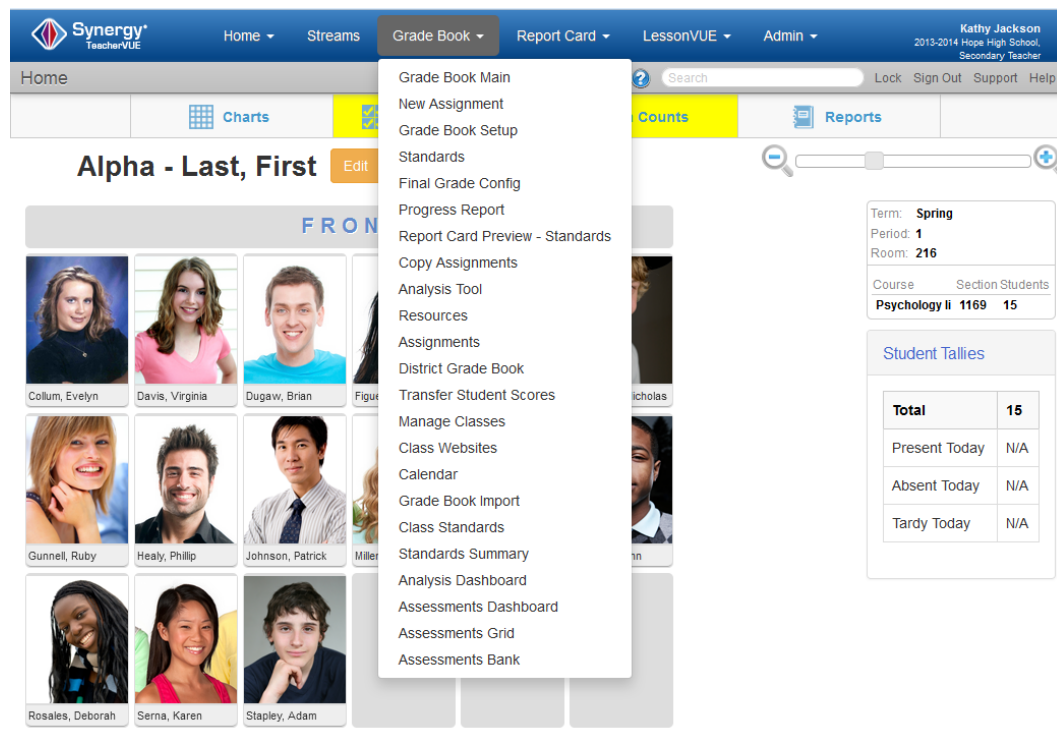 Synergy
TeacherVUE
Home
Streams
Grade Book
Report Card
LessonVUE
Admin
Kathy Jackson
2013-2014 Hope High School,
Secondary Teacher
Home
Search
Lock Sign Out Support Help
Charts
Counts
Reports
Alpha - Last, First
Edit
Grade Book Main
New Assignment
Grade Book Setup
Standards
Final Grade Config
Progress Report
Report Card Preview - Standards
Copy Assignments
Analysis Tool
Resources
Assignments
District Grade Book
Transfer Student Scores
Manage Classes
Class Websites
Calendar
Grade Book Import
Class Standards
Standards Summary
Analysis Dashboard
Assessments Dashboard
Assessments Grid
Assessments Bank
FRON
Collum, Evelyn
Davis, Virginia
Dugaw, Brian
Figue
icholas
Gunnell, Ruby
Healy, Phillip
Johnson, Patrick
Miller
nn
Rosales, Deborah
Serna, Karen
Stapley, Adam
Term: Spring
Period: 1
Room: 216
Course Section Students
Psychology Ii 1169 15
Student Tallies
Total 15
Present Today N/A
Absent Today N/A
Tardy Today N/A